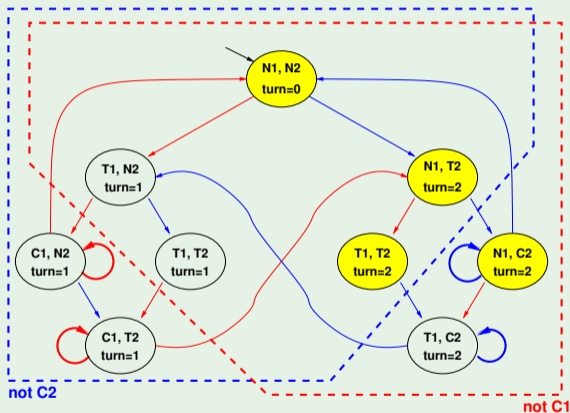 N1, N2
turn=0
T1, N2
turn=1
N1, T2
turn=2
C1, N2
turn=1
T1, T2
turn=1
T1, T2
turn=2
N1, C2
turn=2
C1, T2
turn=1
T1, C2
turn=2
not C2
not C1